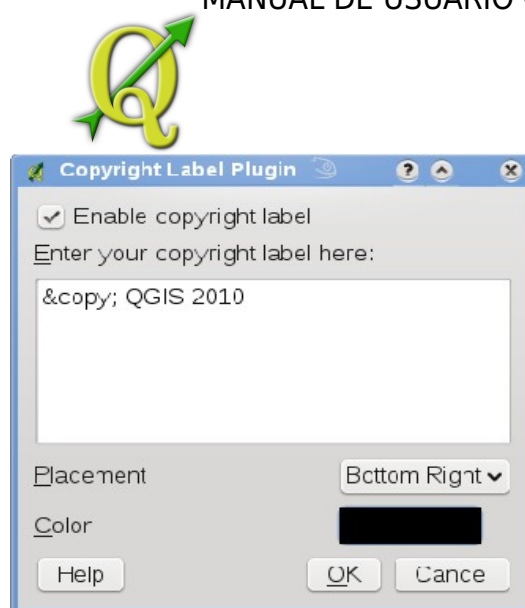 MANUAL DE USUARIO
Copyright Label Plugin
Enable copyright label
Enter your copyright label here:
&copy; QGIS 2010
Placement
Bottom Right
Color
Help
OK
Cance